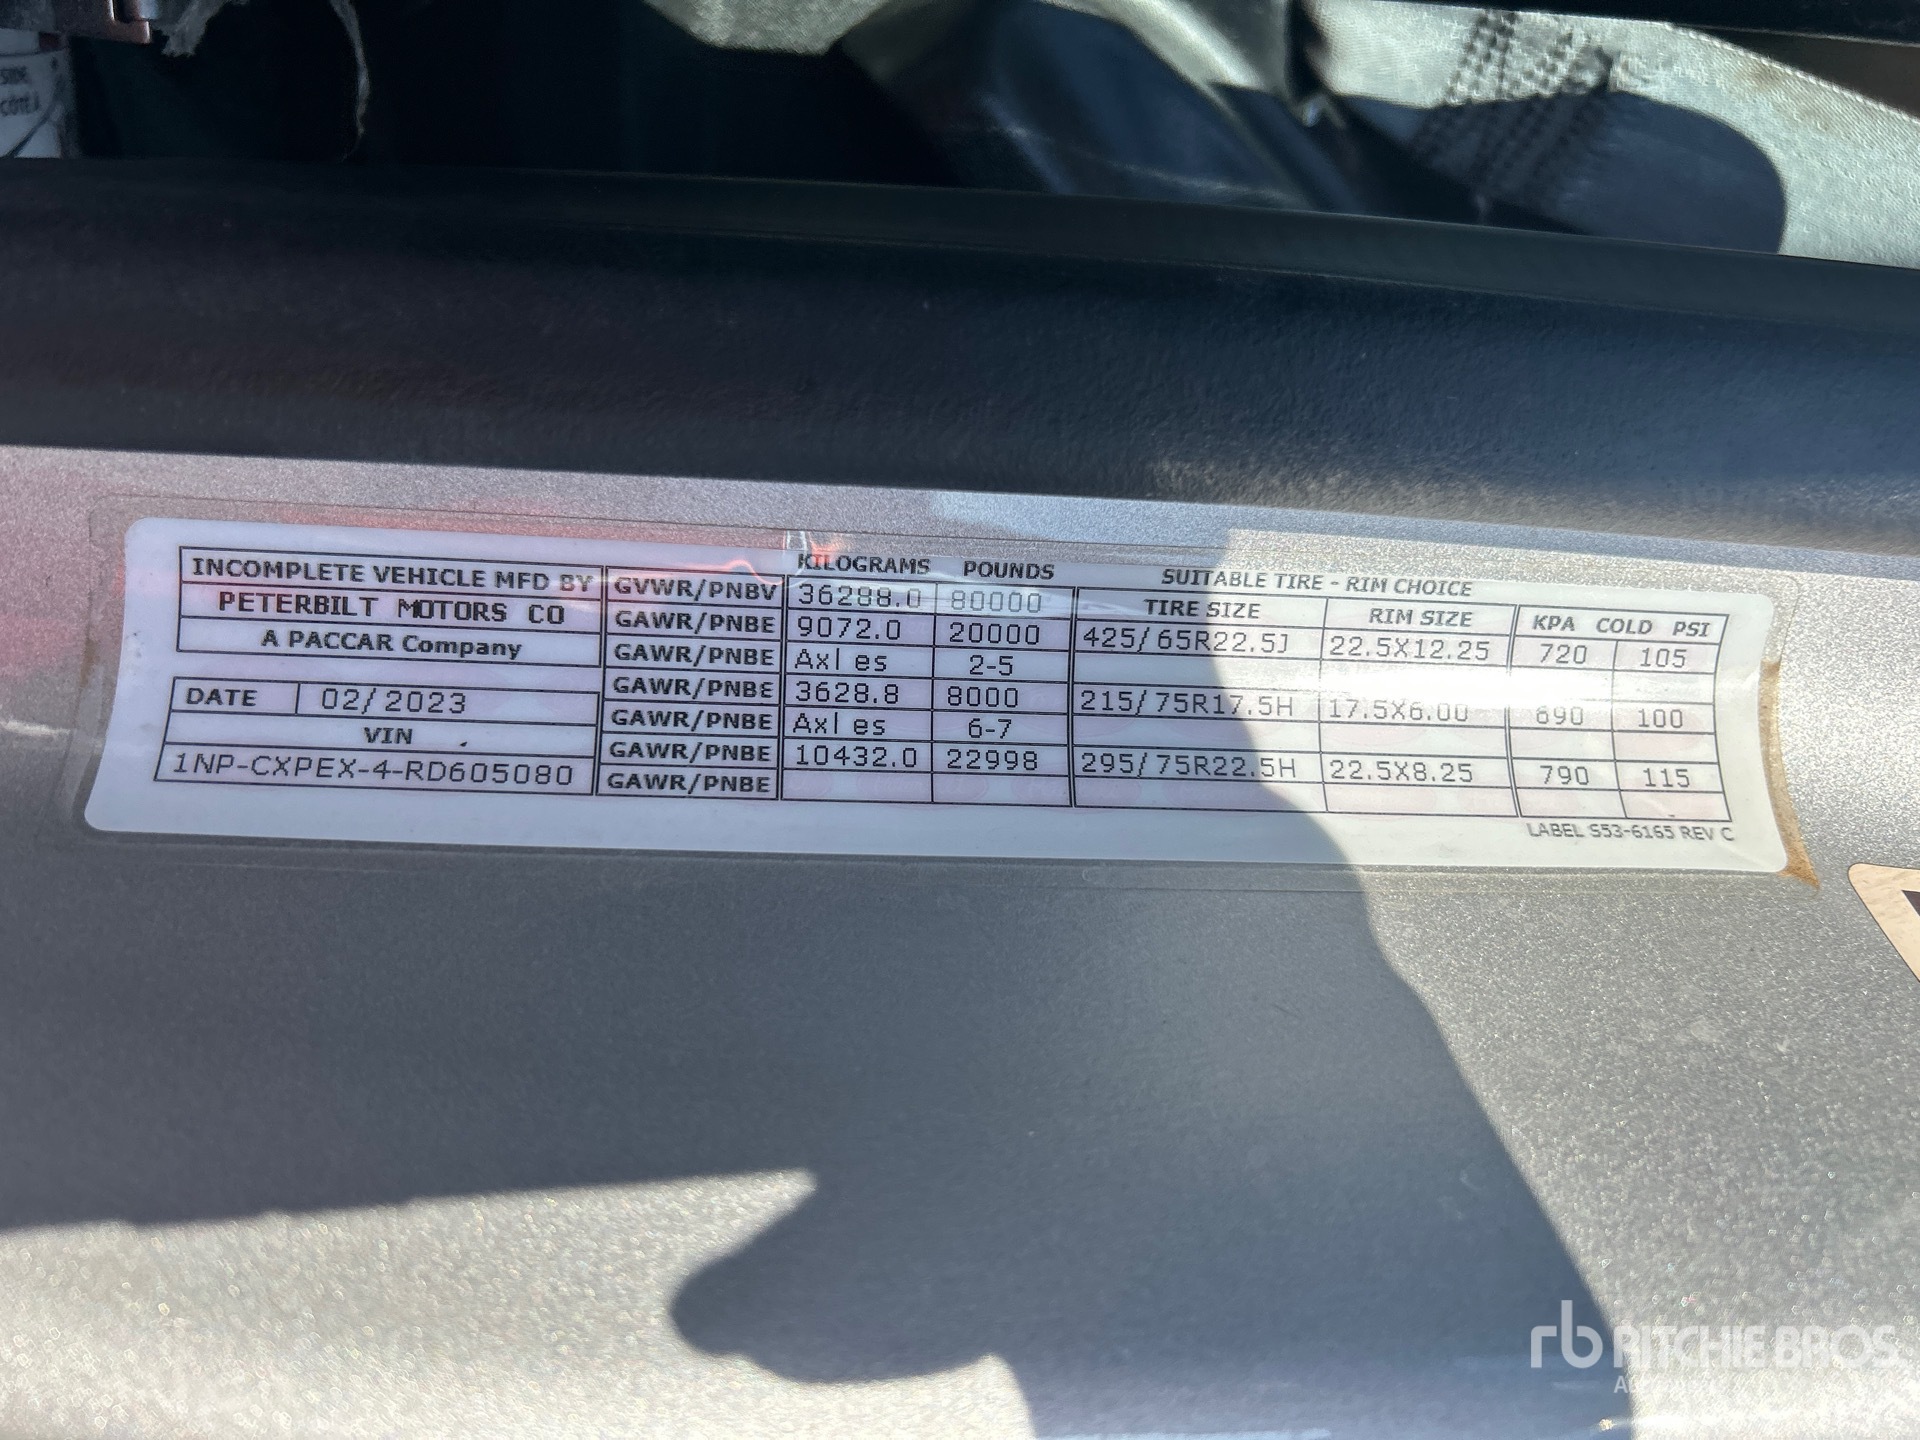 SIDE
CÔTÉ À
INCOMPLETE VEHICLE MFD BY
PETERBILT MOTORS CO
A PACCAR Company
DATE 02/2023
VIN
1NP-CXPEX-4-RD605080
KILOGRAMS POUNDS
GVWR/PNBV 36288.0 80000
GAWR/PNBE 9072.0 20000
GAWR/PNBE Axles 2-5
GAWR/PNBE 3628.8 8000
GAWR/PNBE Axles 6-7
GAWR/PNBE 10432.0 22998
GAWR/PNBE
SUITABLE TIRE - RIM CHOICE
TIRE SIZE RIM SIZE KPA COLD PSI
425/65R22.5J 22.5X12.25 720 105
215/75R17.5H 17.5X6.00 690 100
295/75R22.5H 22.5X8.25 790 115
LABEL S53-6165 REV C
rb RITCHIE BROS